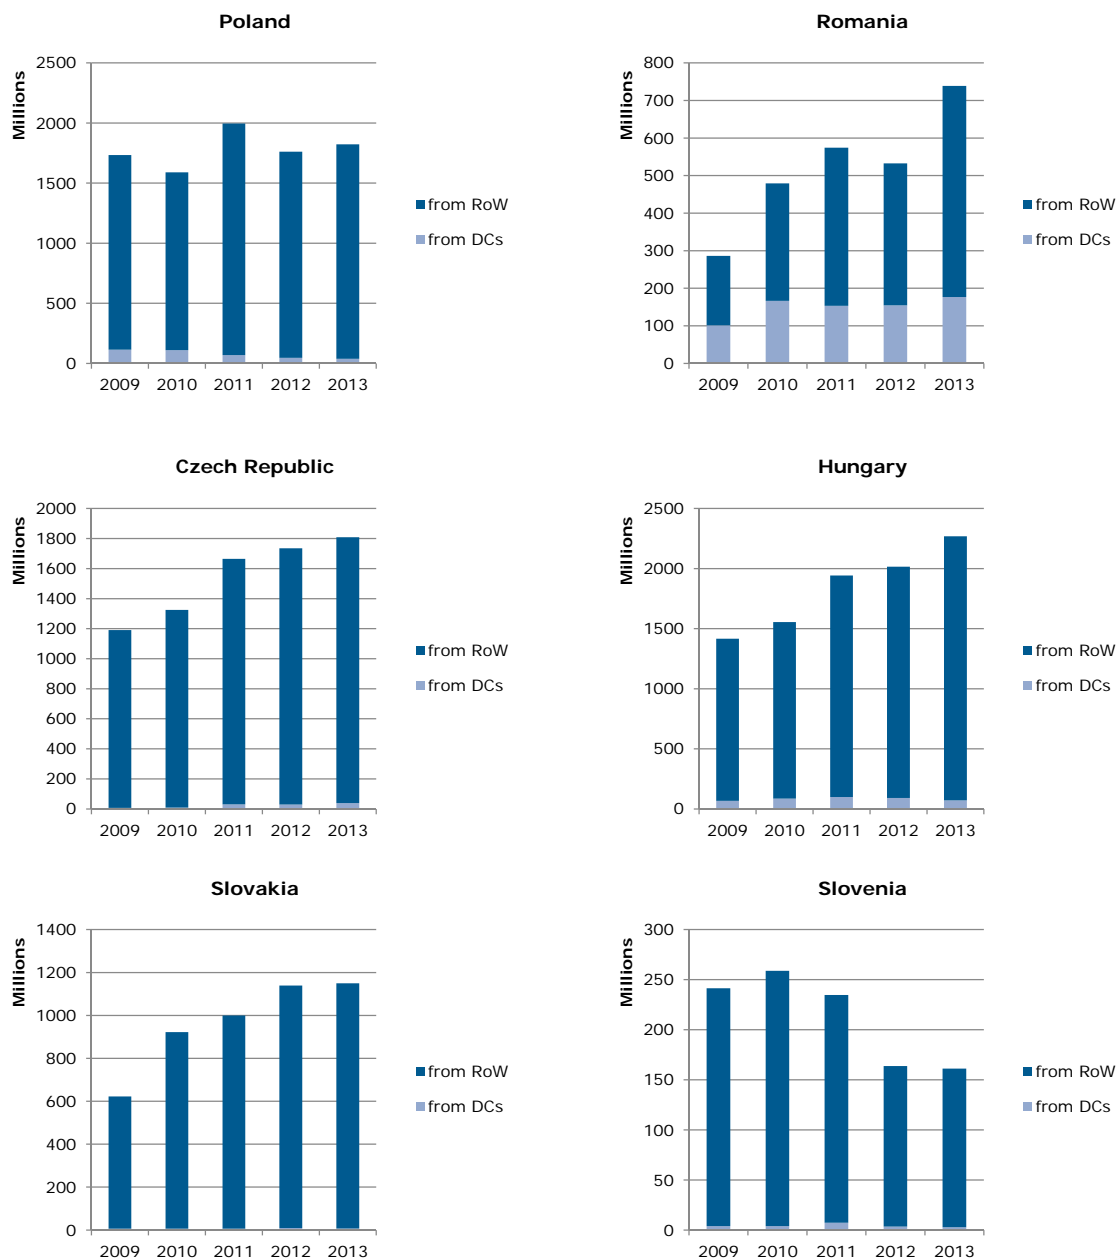 Poland
Millions
2500
2000
1500
1000
500
0
2009 2010 2011 2012 2013
from RoW
from DCs
Romania
Millions
800
700
600
500
400
300
200
100
0
2009 2010 2011 2012 2013
from RoW
from DCs
Czech Republic
Millions
2000
1800
1600
1400
1200
1000
800
600
400
200
0
2009 2010 2011 2012 2013
from RoW
from DCs
Hungary
Millions
2500
2000
1500
1000
500
0
2009 2010 2011 2012 2013
from RoW
from DCs
Slovakia
Millions
1400
1200
1000
800
600
400
200
0
2009 2010 2011 2012 2013
from RoW
from DCs
Slovenia
Millions
300
250
200
150
100
50
0
2009 2010 2011 2012 2013
from RoW
from DCs